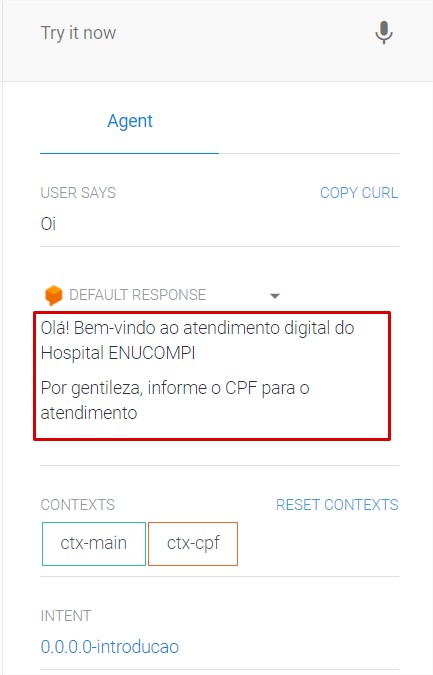 Try it now
Agent
USER SAYS
COPY CURL
Oi
DEFAULT RESPONSE
Olá! Bem-vindo ao atendimento digital do
Hospital ENUCOMPI
Por gentileza, informe o CPF para o
atendimento
CONTEXTS
RESET CONTEXTS
ctx-main
ctx-cpf
INTENT
0.0.0.0-introducao